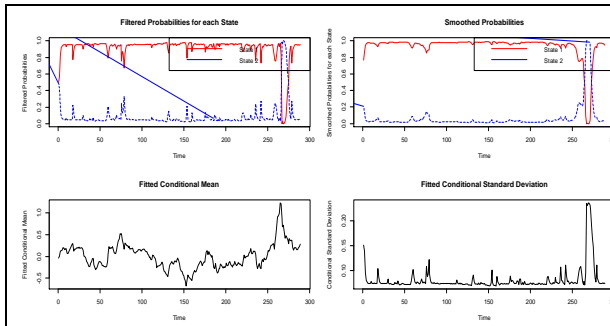 Filtered Probabilities for each State
Filtered Probabilities
0.0 0.2 0.4 0.6 0.8 1.0
State 1
State 2
0 50 100 150 200 250 300
Time
Smoothed Probabilities
Smoothed Probabilities for each State
0.0 0.2 0.4 0.6 0.8 1.0
State 1
State 2
0 50 100 150 200 250
Time
Fitted Conditional Mean
Fitted Conditional Mean
-0.5 0.0 0.5 1.0
0 50 100 150 200 250 300
Time
Fitted Conditional Standard Deviation
Conditional Standard Deviation
0.10 0.15 0.20
0 50 100 150 200 250
Time